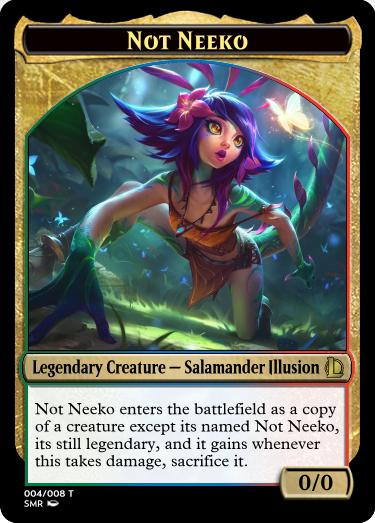 Not Neeko
Legendary Creature — Salamander Illusion
Not Neeko enters the battlefield as a copy
of a creature except its named Not Neeko,
its still legendary, and it gains whenever
this takes damage, sacrifice it.
0/0
004/008 T
SMR